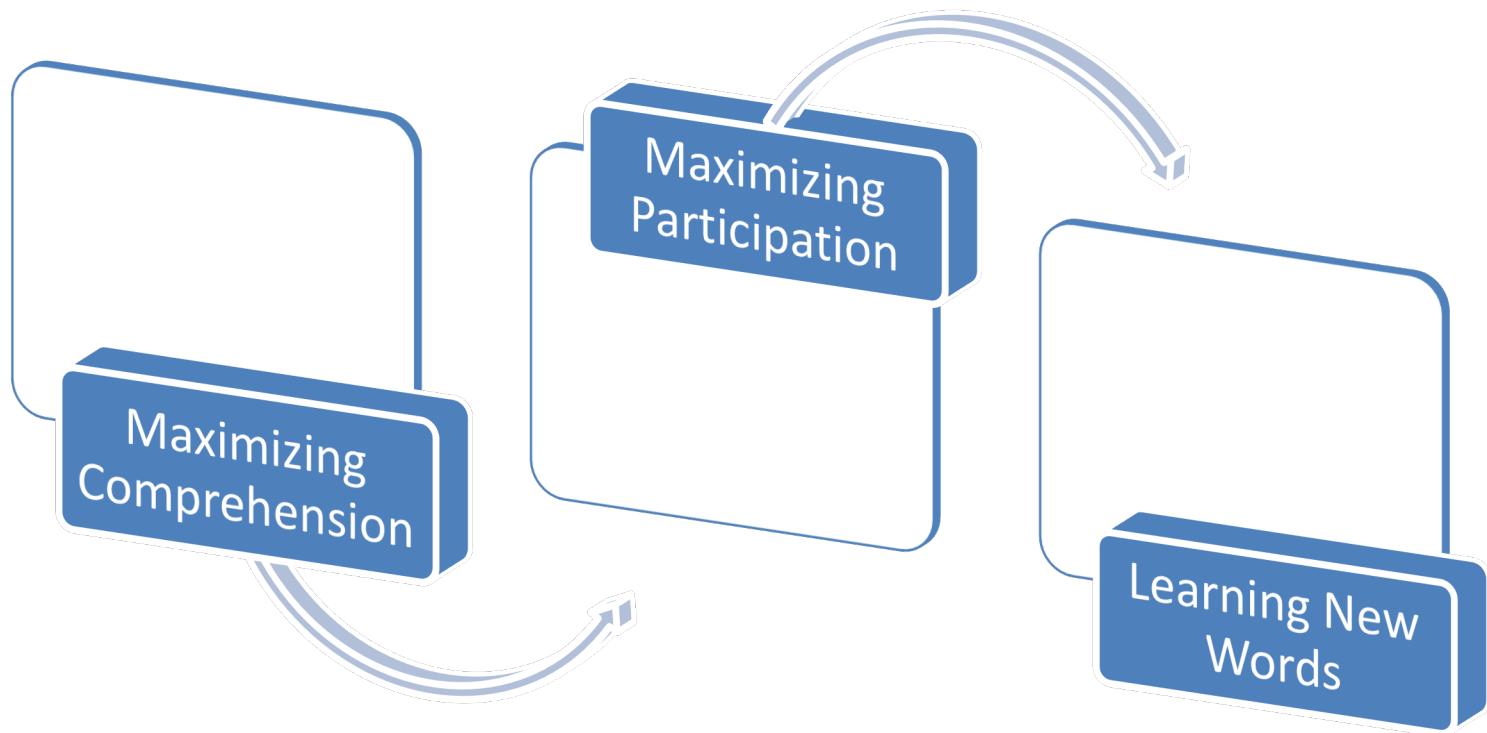 Maximizing
Comprehension
Maximizing
Participation
Learning New
Words